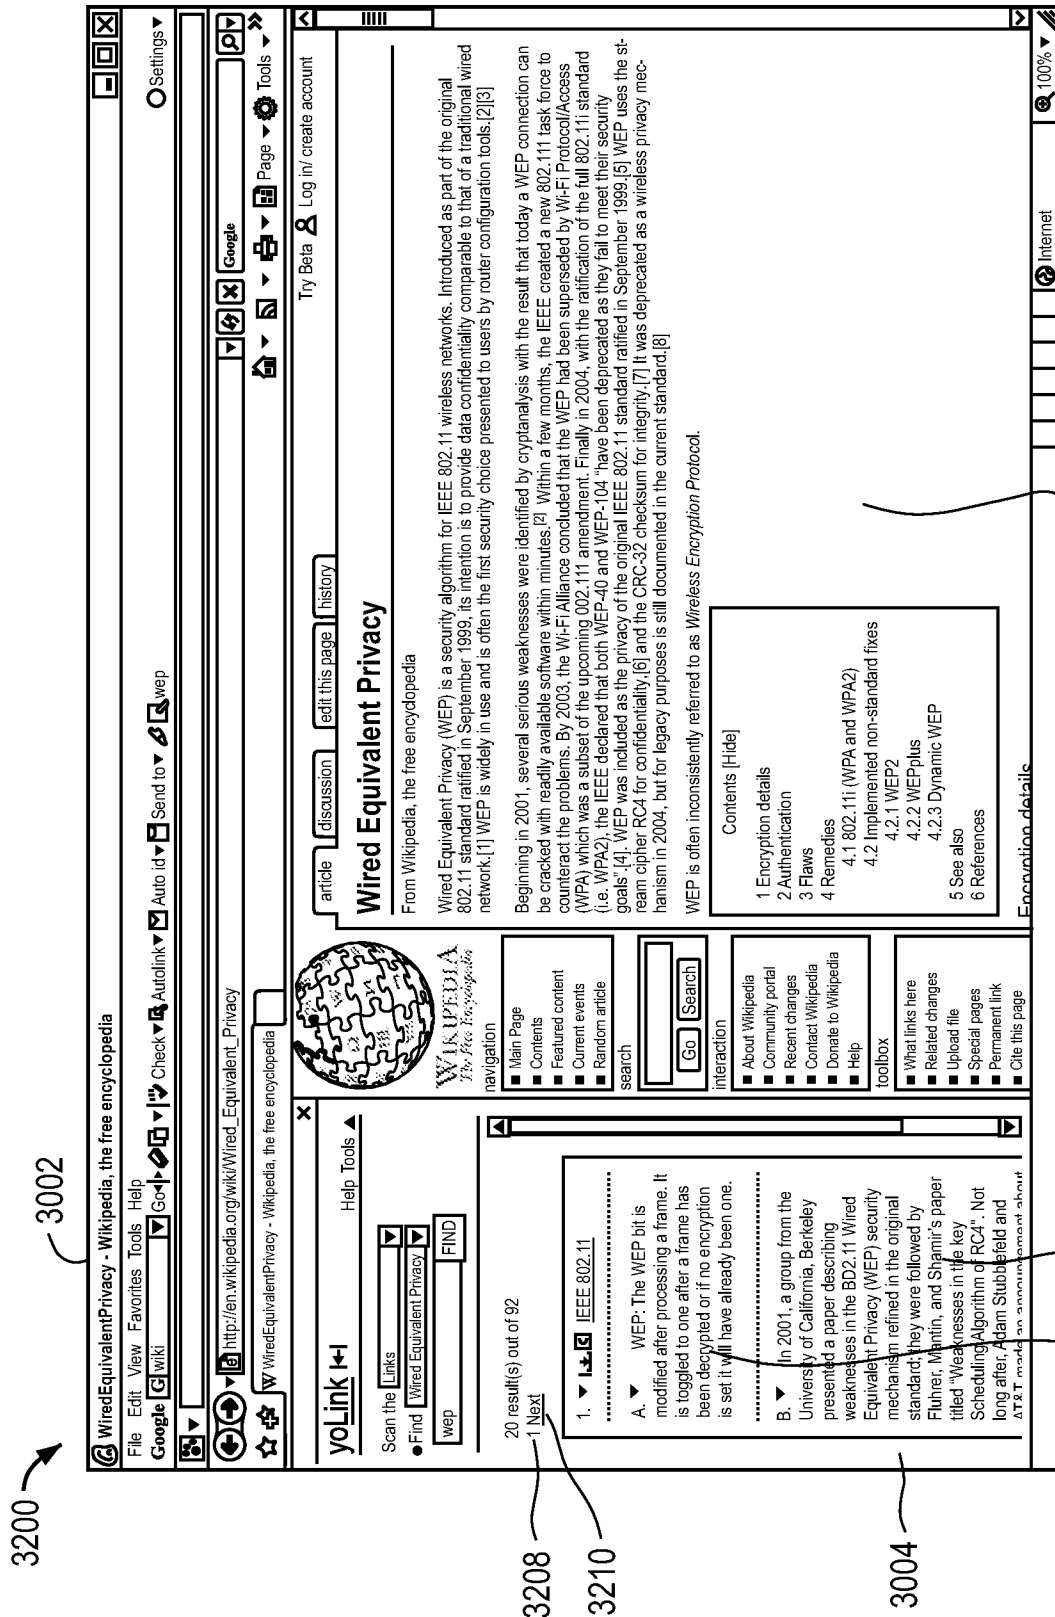 3200
3002
WiredEquivalentPrivacy - Wikipedia, the free encyclopedia
File Edit View Favorites Tools Help
Google G wiki Go Check Autolink Auto id Send to wep Settings
http://en.wikipedia.org/wiki/Wired_Equivalent_Privacy
Google
W WiredEquivalentPrivacy - Wikipedia, the free encyclopedia
Page Tools
yoLink
Help Tools
Scan the Links
Find Wired Equivalent Privacy
wep FIND
20 result(s) out of 92
1 Next
3208
3210
1. IEEE 802.11
A. WEP: The WEP bit is
modified after processing a frame. It
is toggled to one after a frame has
been decrypted or if no encryption
is set it will have already been one.
B. In 2001, a group from the
University of California, Berkeley
presented a paper describing
weaknesses in the BD2.11 Wired
Equivalent Privacy (WEP) security
mechanism refined in the original
standard; they were followed by
Fluhner, Mantin, and Shamir's paper
titled "Weaknesses in the key
Scheduling Algorithm of RC4". Not
long after, Adam Stubblefield and
AT&T made an announcement about
3004
WIKIPEDIA
The Free Encyclopedia
navigation
Main Page
Contents
Featured content
Current events
Random article
search
Go Search
interaction
About Wikipedia
Community portal
Recent changes
Contact Wikipedia
Donate to Wikipedia
Help
toolbox
What links here
Related changes
Upload file
Special pages
Permanent link
Cite this page
Try Beta Log in/ create account
article discussion edit this page history
Wired Equivalent Privacy
From Wikipedia, the free encyclopedia
Wired Equivalent Privacy (WEP) is a security algorithm for IEEE 802.11 wireless networks. Introduced as part of the original
802.11 standard ratified in September 1999, its intention is to provide data confidentiality comparable to that of a traditional wired
network.[1] WEP is widely in use and is often the first security choice presented to users by router configuration tools.[2][3]
Beginning in 2001, several serious weaknesses were identified by cryptanalysis with the result that today a WEP connection can
be cracked with readily available software within minutes.[2] Within a few months, the IEEE created a new 802.111 task force to
counteract the problems. By 2003, the Wi-Fi Alliance concluded that the WEP had been superseded by Wi-Fi Protocol/Access
(WPA) which was a subset of the upcoming 002.111 amendment. Finally in 2004, with the ratification of the full 802.11i standard
(i.e. WPA2), the IEEE declared that both WEP-40 and WEP-104 "have been deprecated as they fail to meet their security
goals".[4]. WEP was included as the privacy of the original IEEE 802.11 standard ratified in September 1999.[5] WEP uses the st-
ream cipher RC4 for confidentiality,[6] and the CRC-32 checksum for integrity.[7] It was deprecated as a wireless privacy mec-
hanism in 2004, but for legacy purposes is still documented in the current standard.[8]
WEP is often inconsistently referred to as Wireless Encryption Protocol.
Contents [Hide]
1 Encryption details
2 Authentication
3 Flaws
4 Remedies
4.1 802.11i (WPA and WPA2)
4.2 Implemented non-standard fixes
4.2.1 WEP2
4.2.2 WEPplus
4.2.3 Dynamic WEP
5 See also
6 References
Encryption details
Internet 100%